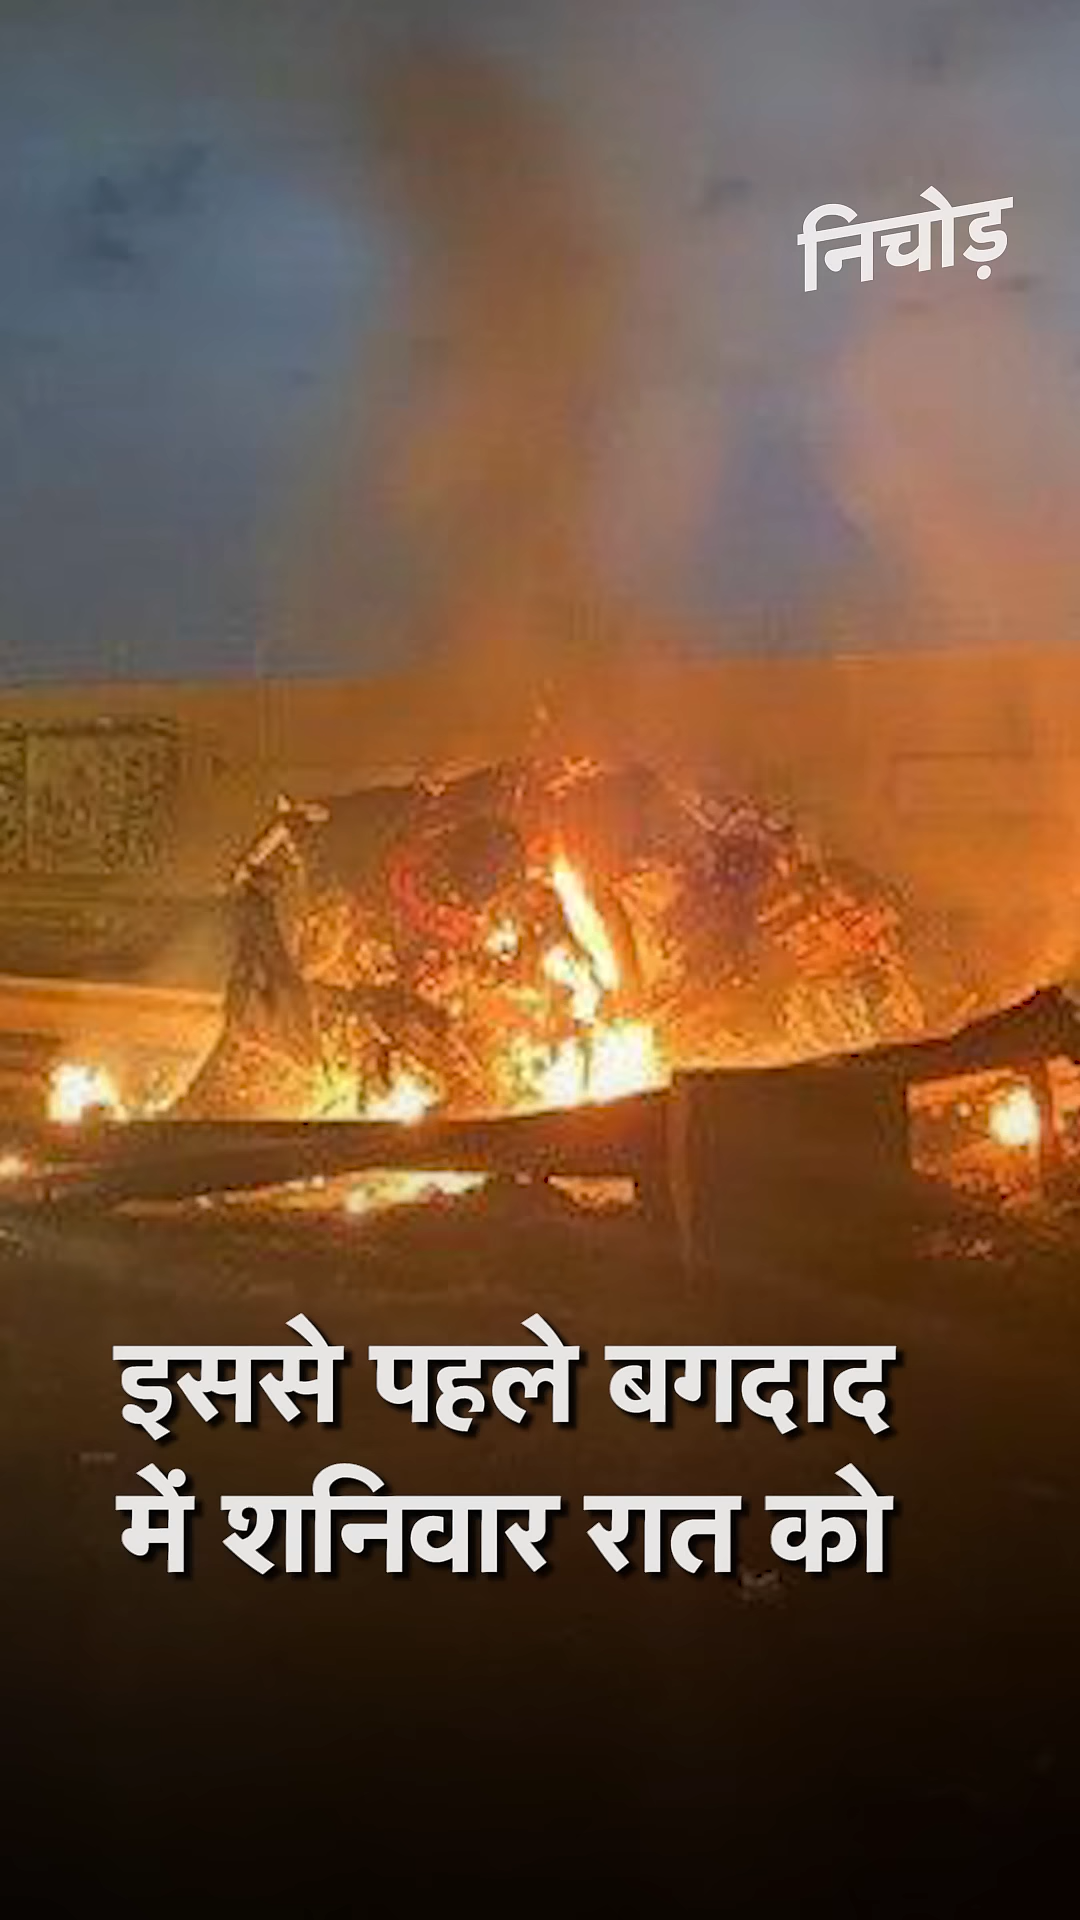 निचोड़
इससे पहले बगदाद
में शनिवार रात को